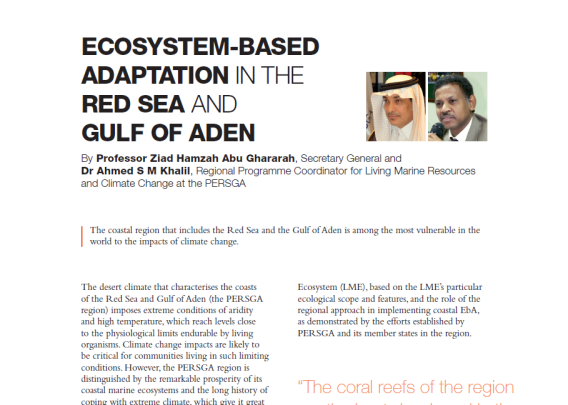 ECOSYSTEM-BASED
ADAPTATION IN THE
RED SEA AND
GULF OF ADEN
By Professor Ziad Hamzah Abu Ghararah, Secretary General and
Dr Ahmed S M Khalil, Regional Programme Coordinator for Living Marine Resources
and Climate Change at the PERSGA
The coastal region that includes the Red Sea and the Gulf of Aden is among the most vulnerable in the
world to the impacts of climate change.
The desert climate that characterises the coasts
of the Red Sea and Gulf of Aden (the PERSGA
region) imposes extreme conditions of aridity
and high temperature, which reach levels close
to the physiological limits endurable by living
organisms. Climate change impacts are likely to
be critical for communities living in such limiting
conditions. However, the PERSGA region is
distinguished by the remarkable prosperity of its
coastal marine ecosystems and the long history of
coping with extreme climate, which give it great
Ecosystem (LME), based on the LME's particular
ecological scope and features, and the role of the
regional approach in implementing coastal EbA,
as demonstrated by the efforts established by
PERSGA and its member states in the region.
“The coral reefs of the region